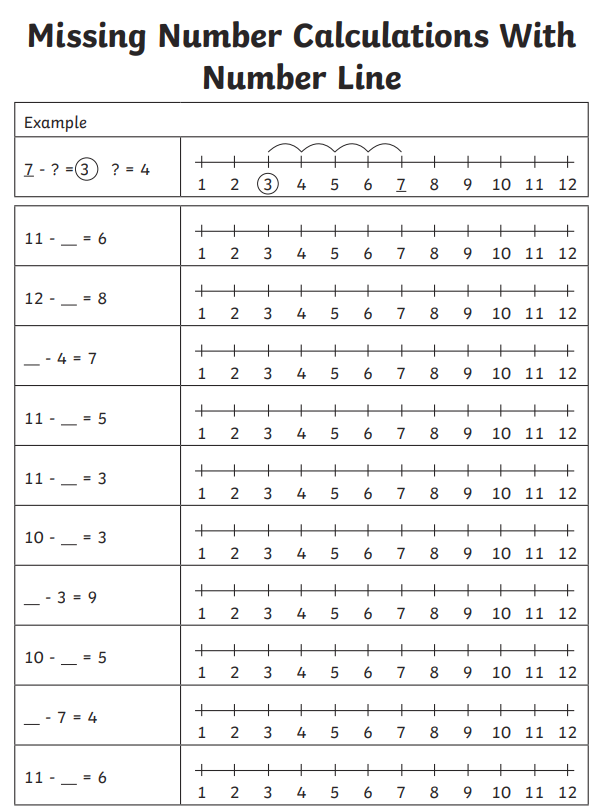 Missing Number Calculations With
Number Line
Example
7 - ? = 3 ? = 4
1 2 3 4 5 6 7 8 9 10 11 12
11 - __ = 6
1 2 3 4 5 6 7 8 9 10 11 12
12 - __ = 8
1 2 3 4 5 6 7 8 9 10 11 12
__ - 4 = 7
1 2 3 4 5 6 7 8 9 10 11 12
11 - __ = 5
1 2 3 4 5 6 7 8 9 10 11 12
11 - __ = 3
1 2 3 4 5 6 7 8 9 10 11 12
10 - __ = 3
1 2 3 4 5 6 7 8 9 10 11 12
__ - 3 = 9
1 2 3 4 5 6 7 8 9 10 11 12
10 - __ = 5
1 2 3 4 5 6 7 8 9 10 11 12
__ - 7 = 4
1 2 3 4 5 6 7 8 9 10 11 12
11 - __ = 6
1 2 3 4 5 6 7 8 9 10 11 12